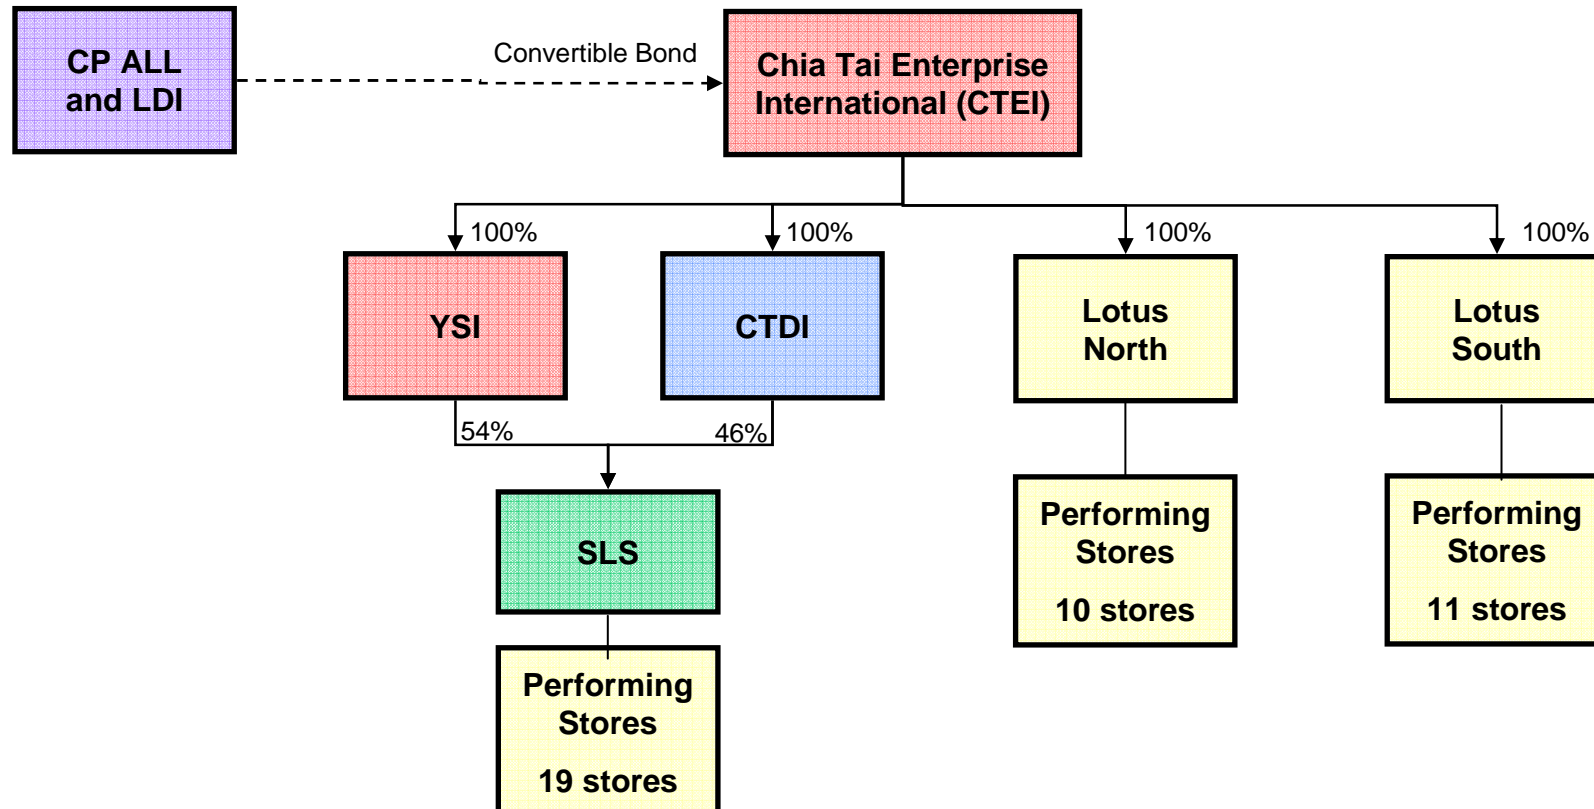 CP ALL
and LDI
Convertible Bond
Chia Tai Enterprise
International (CTEI)
100%
100%
100%
100%
YSI
CTDI
Lotus
North
Lotus
South
54%
46%
SLS
Performing
Stores
10 stores
Performing
Stores
11 stores
Performing
Stores
19 stores